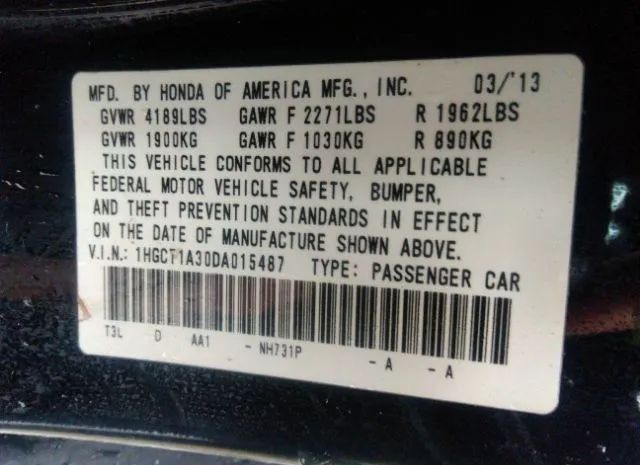 MFD. BY HONDA OF AMERICA MFG., INC. 03/'13
GVWR 4189LBS GAWR F 2271LBS R 1962LBS
GVWR 1900KG GAWR F 1030KG R 890KG
THIS VEHICLE CONFORMS TO ALL APPLICABLE
FEDERAL MOTOR VEHICLE SAFETY, BUMPER,
AND THEFT PREVENTION STANDARDS IN EFFECT
ON THE DATE OF MANUFACTURE SHOWN ABOVE.
V.I.N.: 1HGCT1A30DA015487 TYPE: PASSENGER CAR
T3L D AA1 - NH731P - A - A